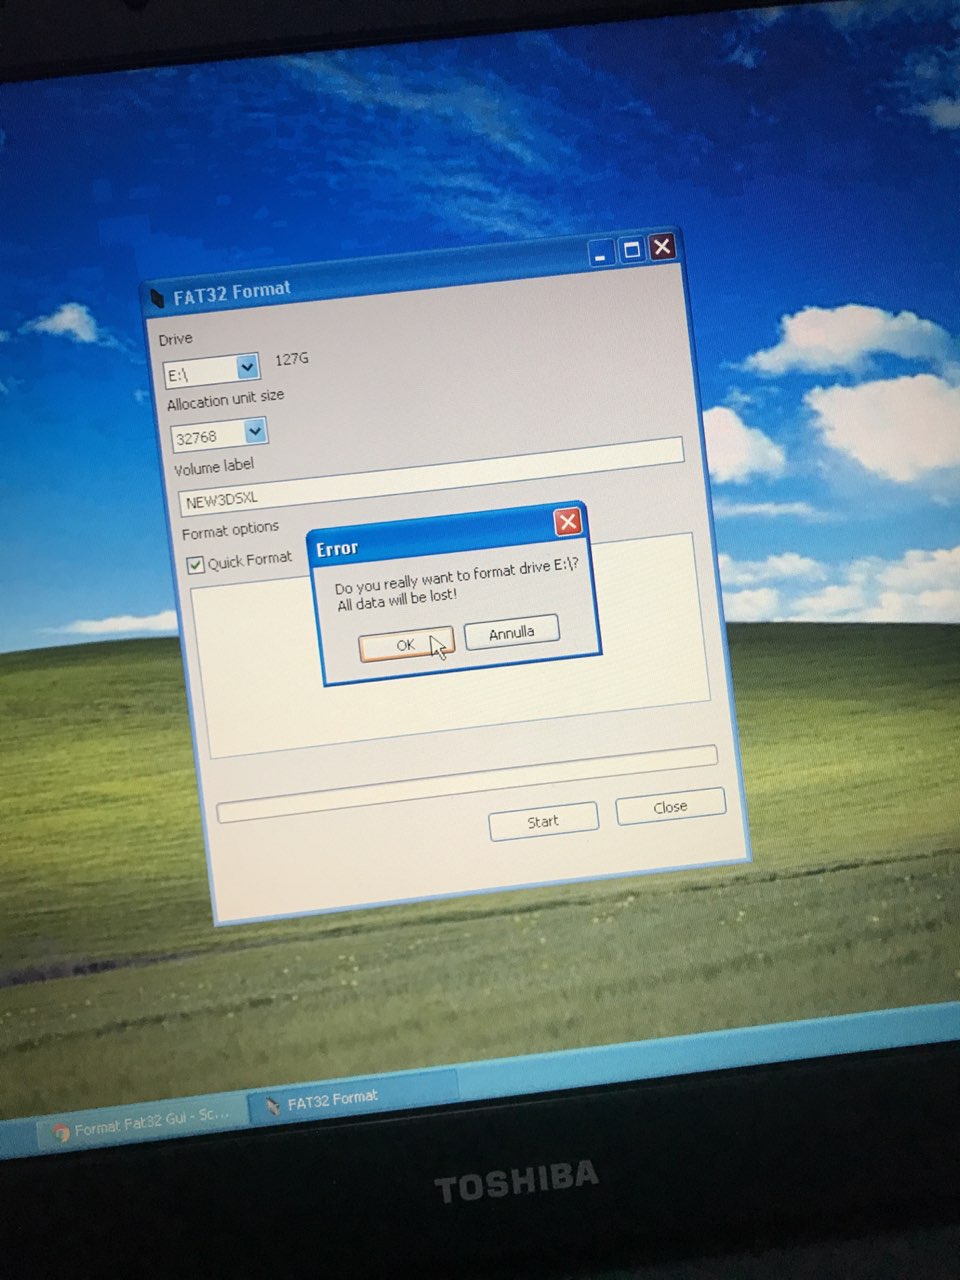 FAT32 Format
Drive
E:\
127G
Allocation unit size
32768
Volume label
NEW3DSXL
Format options
Quick Format
Error
Do you really want to format drive E:\?
All data will be lost!
OK
Annulla
Start
Close
Format Fat32 Gui - Sc...
FAT32 Format
TOSHIBA